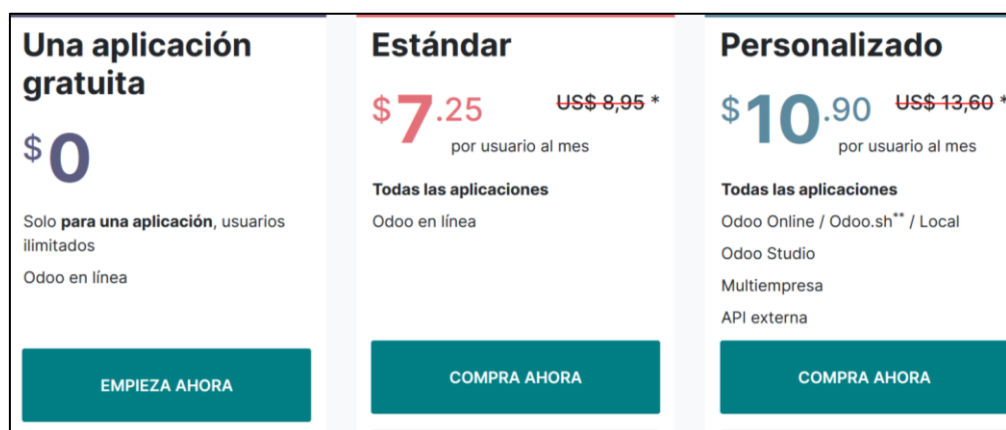 Una aplicación
gratuita
$0
Solo para una aplicación, usuarios
ilimitados
Odoo en línea
EMPIEZA AHORA
Estándar
$7.25 US$ 8,95 *
por usuario al mes
Todas las aplicaciones
Odoo en línea
COMPRA AHORA
Personalizado
$10.90 US$ 13,60 *
por usuario al mes
Todas las aplicaciones
Odoo Online / Odoo.sh** / Local
Odoo Studio
Multiempresa
API externa
COMPRA AHORA